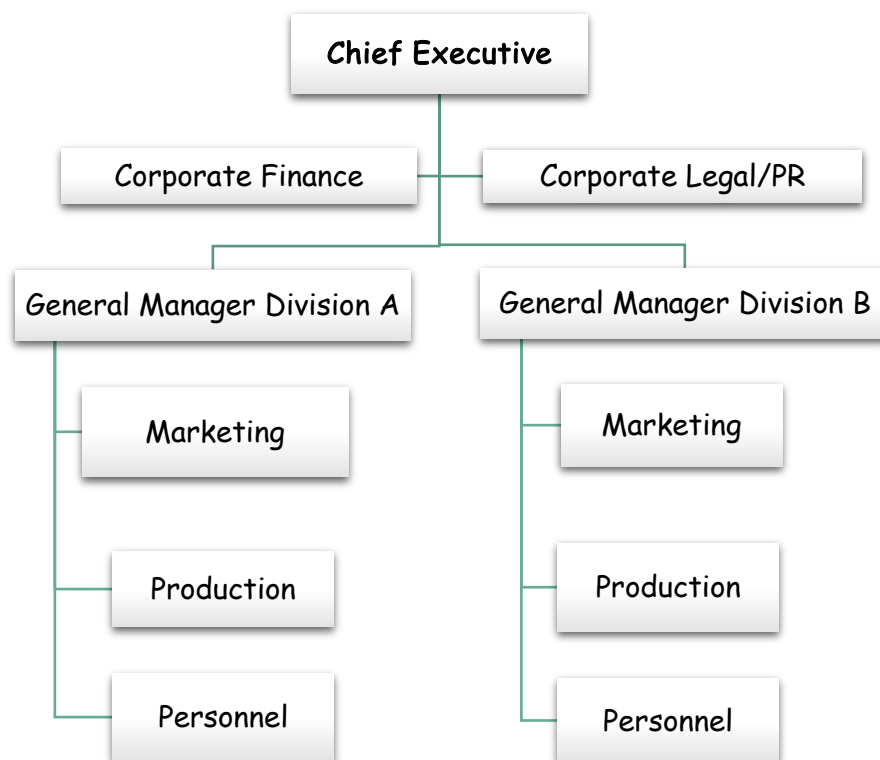 Chief Executive
Corporate Finance
Corporate Legal/PR
General Manager Division A
General Manager Division B
Marketing
Marketing
Production
Production
Personnel
Personnel